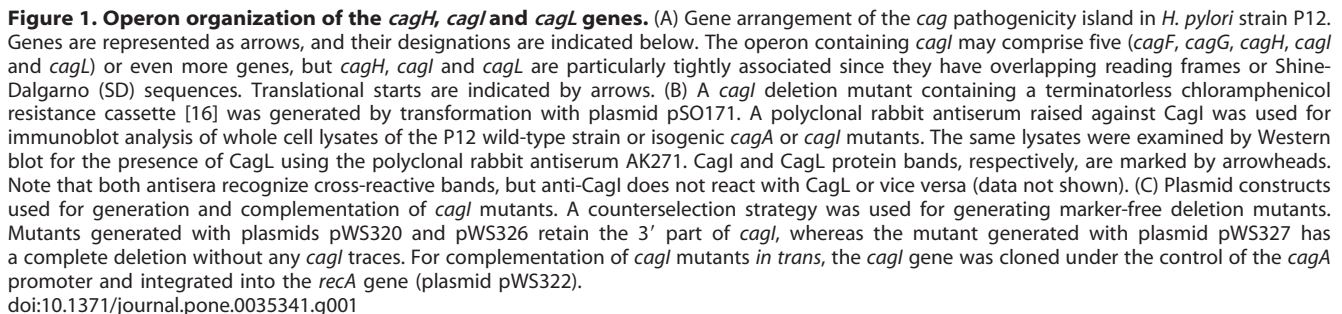 Figure 1. Operon organization of the cagH, cagI and cagL genes. (A) Gene arrangement of the cag pathogenicity island in H. pylori strain P12.
Genes are represented as arrows, and their designations are indicated below. The operon containing cagI may comprise five (cagF, cagG, cagH, cagI
and cagL) or even more genes, but cagH, cagI and cagL are particularly tightly associated since they have overlapping reading frames or Shine-
Dalgarno (SD) sequences. Translational starts are indicated by arrows. (B) A cagI deletion mutant containing a terminatorless chloramphenicol
resistance cassette [16] was generated by transformation with plasmid pSO171. A polyclonal rabbit antiserum raised against CagI was used for
immunoblot analysis of whole cell lysates of the P12 wild-type strain or isogenic cagA or cagI mutants. The same lysates were examined by Western
blot for the presence of CagL using the polyclonal rabbit antiserum AK271. CagI and CagL protein bands, respectively, are marked by arrowheads.
Note that both antisera recognize cross-reactive bands, but anti-CagI does not react with CagL or vice versa (data not shown). (C) Plasmid constructs
used for generation and complementation of cagI mutants. A counterselection strategy was used for generating marker-free deletion mutants.
Mutants generated with plasmids pWS320 and pWS326 retain the 3′ part of cagI, whereas the mutant generated with plasmid pWS327 has
a complete deletion without any cagI traces. For complementation of cagI mutants in trans, the cagI gene was cloned under the control of the cagA
promoter and integrated into the recA gene (plasmid pWS322).
doi:10.1371/journal.pone.0035341.g001